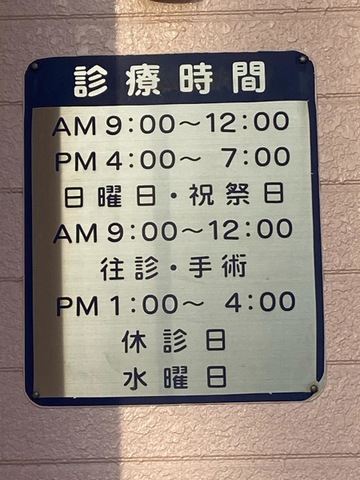 診療時間
AM 9:00〜12:00
PM 4:00〜 7:00
日曜日・祝祭日
AM 9:00〜12:00
往診・手術
PM 1:00〜 4:00
休診日
水曜日